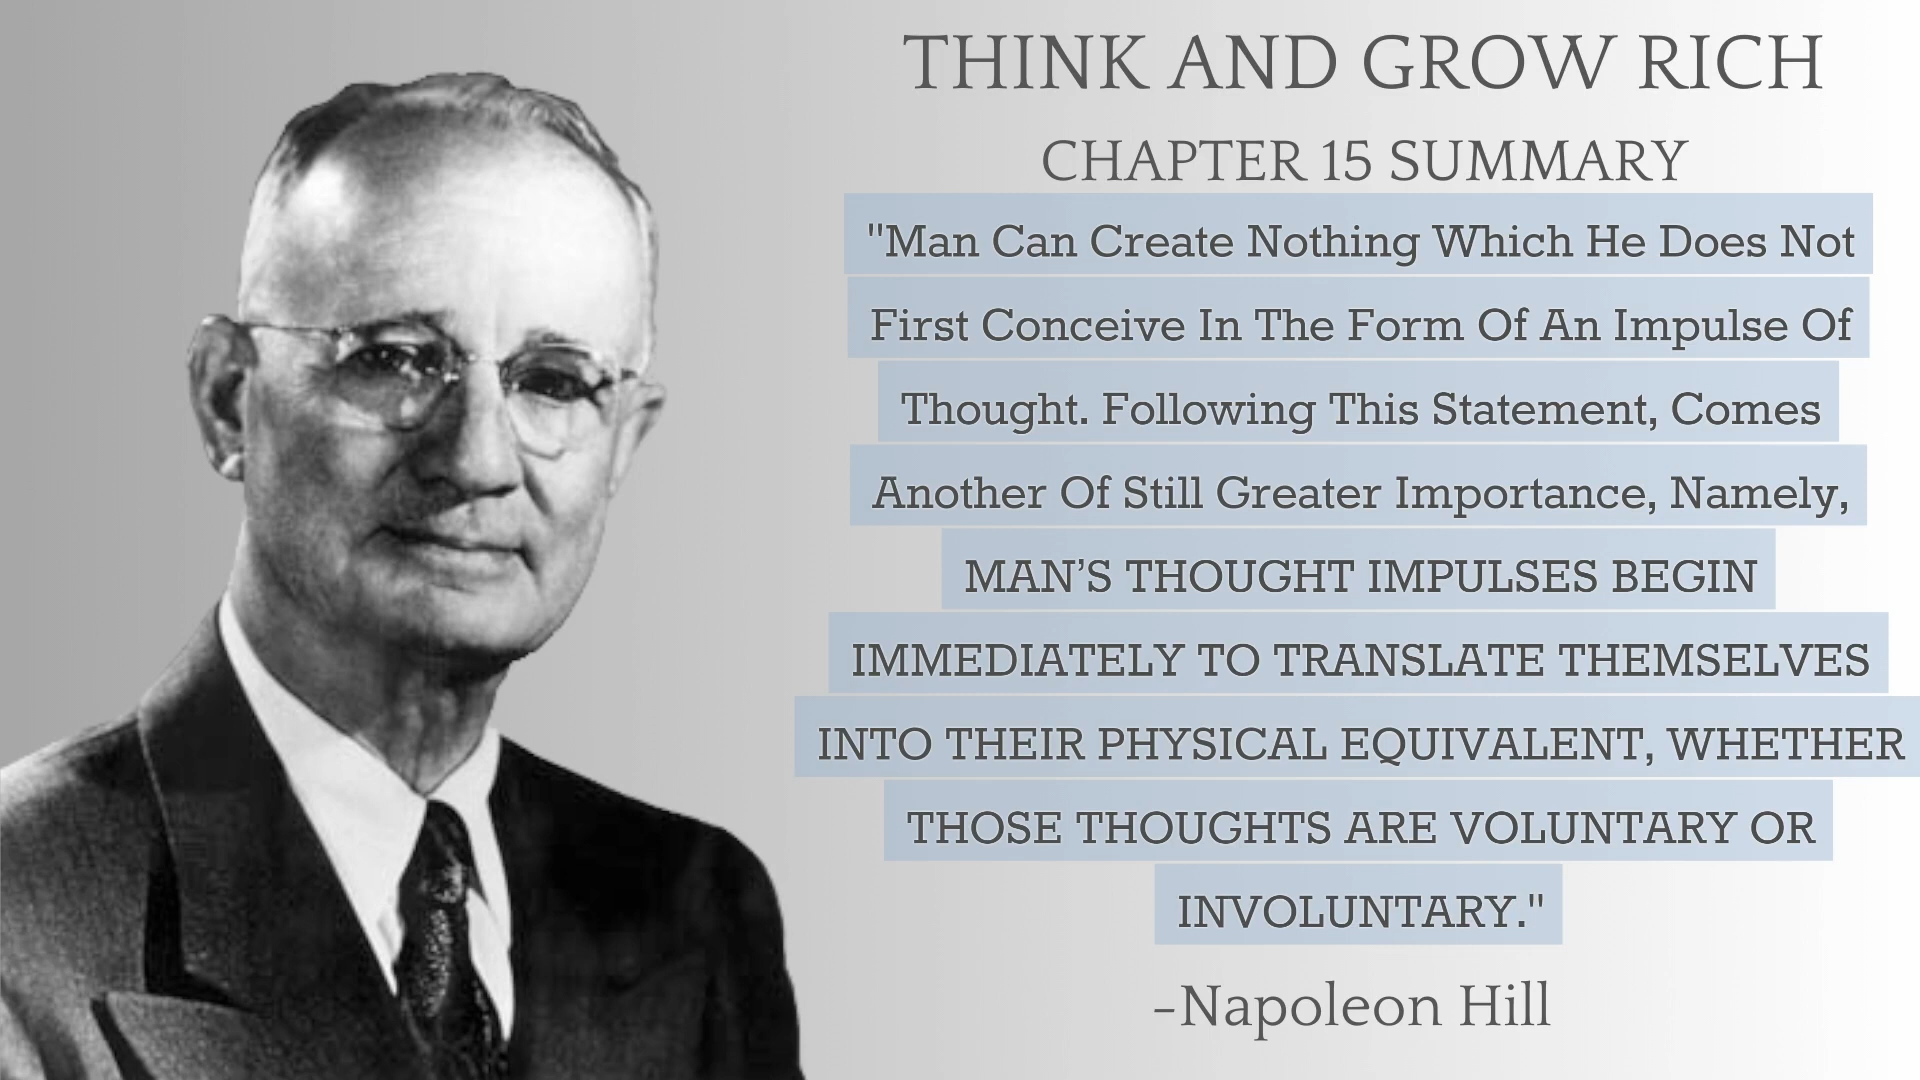 THINK AND GROW RICH
CHAPTER 15 SUMMARY
"Man Can Create Nothing Which He Does Not
First Conceive In The Form Of An Impulse Of
Thought. Following This Statement, Comes
Another Of Still Greater Importance, Namely,
MAN’S THOUGHT IMPULSES BEGIN
IMMEDIATELY TO TRANSLATE THEMSELVES
INTO THEIR PHYSICAL EQUIVALENT, WHETHER
THOSE THOUGHTS ARE VOLUNTARY OR
INVOLUNTARY."
-Napoleon Hill